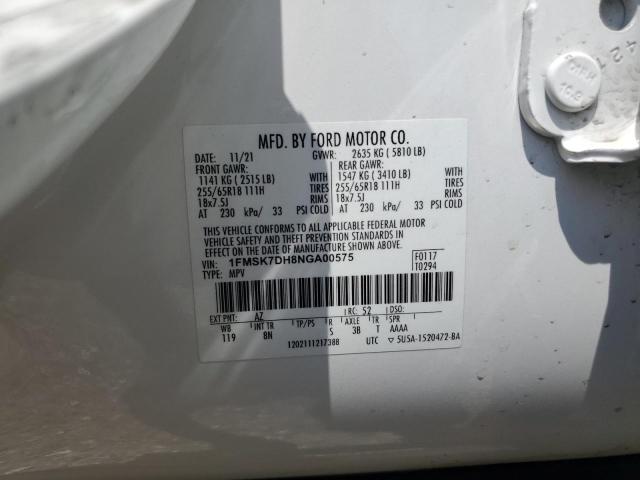 MFD. BY FORD MOTOR CO.
DATE: 11/21 GVWR: 2635 KG ( 5810 LB)
FRONT GAWR: REAR GAWR:
1141 KG ( 2515 LB) WITH 1547 KG ( 3410 LB) WITH
255/65R18 111H TIRES 255/65R18 111H TIRES
18x7.5J RIMS 18x7.5J RIMS
AT 230 kPa/ 33 PSI COLD AT 230 kPa/ 33 PSI COLD
THIS VEHICLE CONFORMS TO ALL APPLICABLE FEDERAL MOTOR
VEHICLE SAFETY AND THEFT PREVENTION STANDARDS IN
EFFECT ON THE DATE OF MANUFACTURE SHOWN ABOVE.
VIN: 1FMSK7DH8NGA00575 F0117
TYPE: MPV T0294
EXT PNT: AZ RC: 52 DSO:
WB INT TR TP/PS R AXLE TR SPR
119 8N S 3B T AAAA
1202111217388 UTC ▽ 5USA-1520472-BA